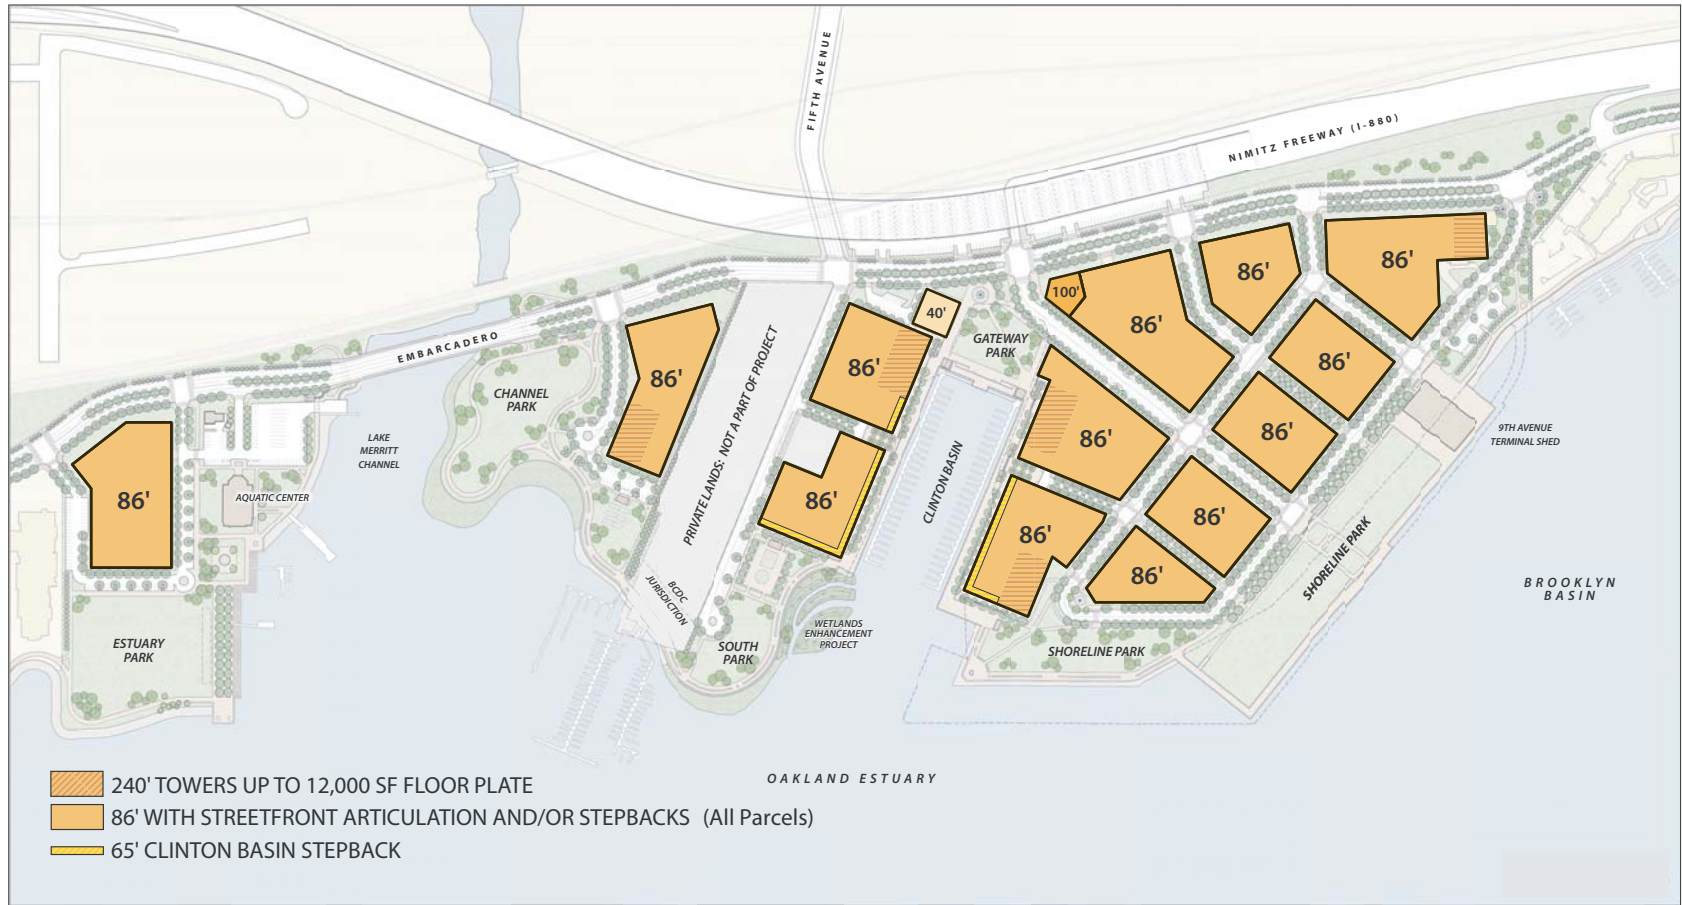 FIFTH AVENUE
NIMITZ FREEWAY (I-880)
EMBARCADERO
86'
86'
86'
100'
86'
40'
GATEWAY
PARK
86'
86'
86'
CHANNEL
PARK
PRIVATE LANDS: NOT A PART OF PROJECT
86'
86'
9TH AVENUE
TERMINAL SHED
LAKE
MERRITT
CHANNEL
CLINTON BASIN
86'
AQUATIC CENTER
86'
86'
86'
86'
SHORELINE PARK
BROOKLYN
BASIN
BCDC
JURISDICTION
WETLANDS
ENHANCEMENT
PROJECT
ESTUARY
PARK
SOUTH
PARK
SHORELINE PARK
OAKLAND ESTUARY
240' TOWERS UP TO 12,000 SF FLOOR PLATE
86' WITH STREETFRONT ARTICULATION AND/OR STEPBACKS (All Parcels)
65' CLINTON BASIN STEPBACK